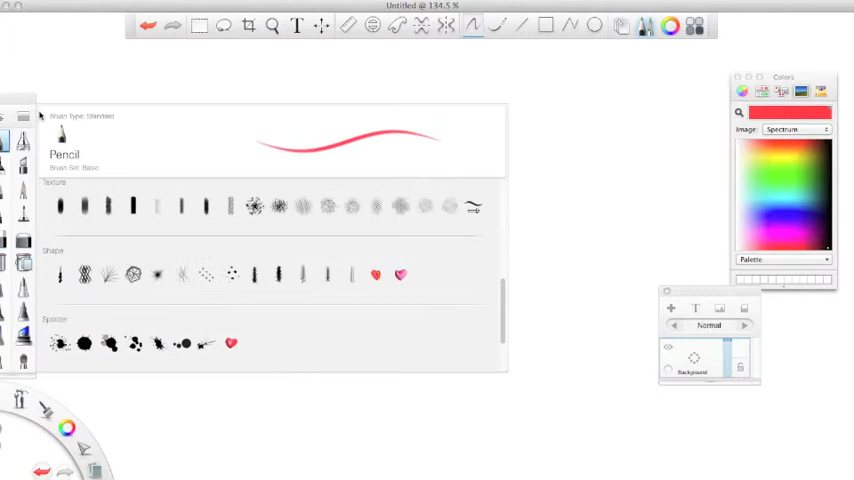 Untitled @ 134.5 %
Colors
Brush Type: Standard
Pencil
Brush Set: Basic
Image: Spectrum
Texture
Shape
Palette
Splatter
T
Normal
Background